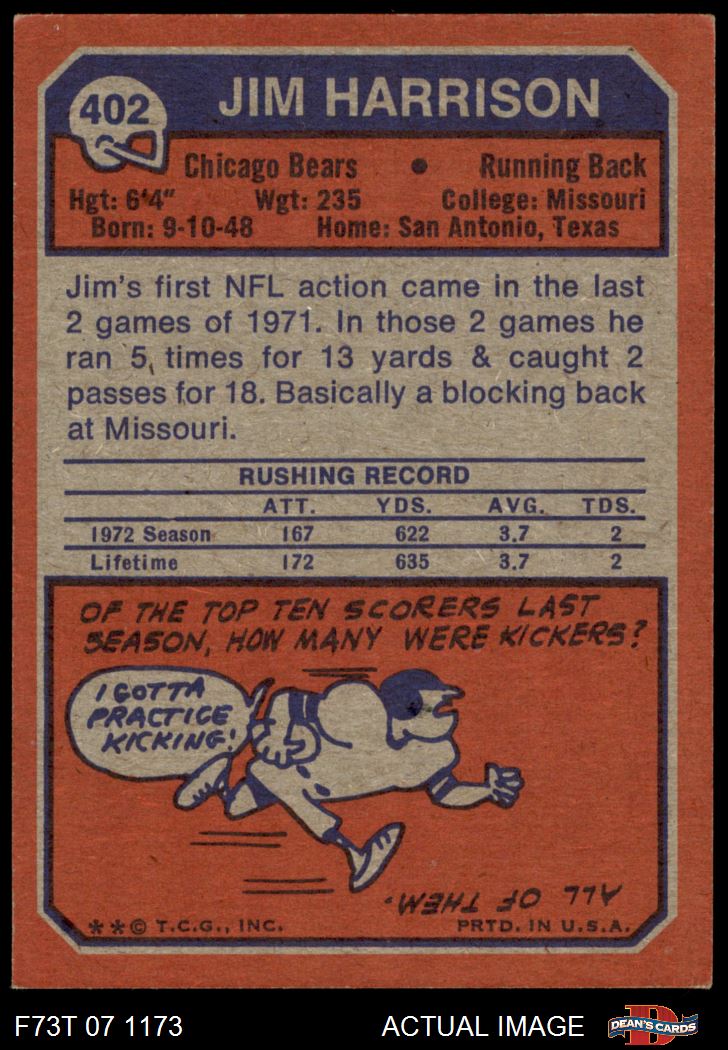 402
JIM HARRISON
Chicago Bears • Running Back
Hgt: 6'4" Wgt: 235 College: Missouri
Born: 9-10-48 Home: San Antonio, Texas
Jim's first NFL action came in the last
2 games of 1971. In those 2 games he
ran 5 times for 13 yards & caught 2
passes for 18. Basically a blocking back
at Missouri.
RUSHING RECORD
ATT. YDS. AVG. TDS.
1972 Season 167 622 3.7 2
Lifetime 172 635 3.7 2
OF THE TOP TEN SCORERS LAST
SEASON, HOW MANY WERE KICKERS?
I GOTTA
PRACTICE
KICKING!
ALL OF THEM.
**© T.C.G., INC. PRTD. IN U.S.A.
F73T 07 1173 ACTUAL IMAGE DEAN'S CARDS